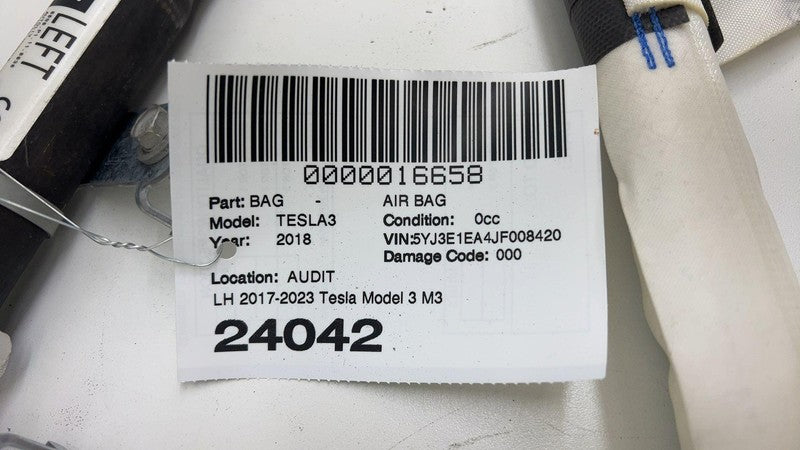 LEFT
0000016658
Part: BAG - AIR BAG
Model: TESLA3 Condition: 0cc
Year: 2018 VIN:5YJ3E1EA4JF008420
Damage Code: 000
Location: AUDIT
LH 2017-2023 Tesla Model 3 M3
24042